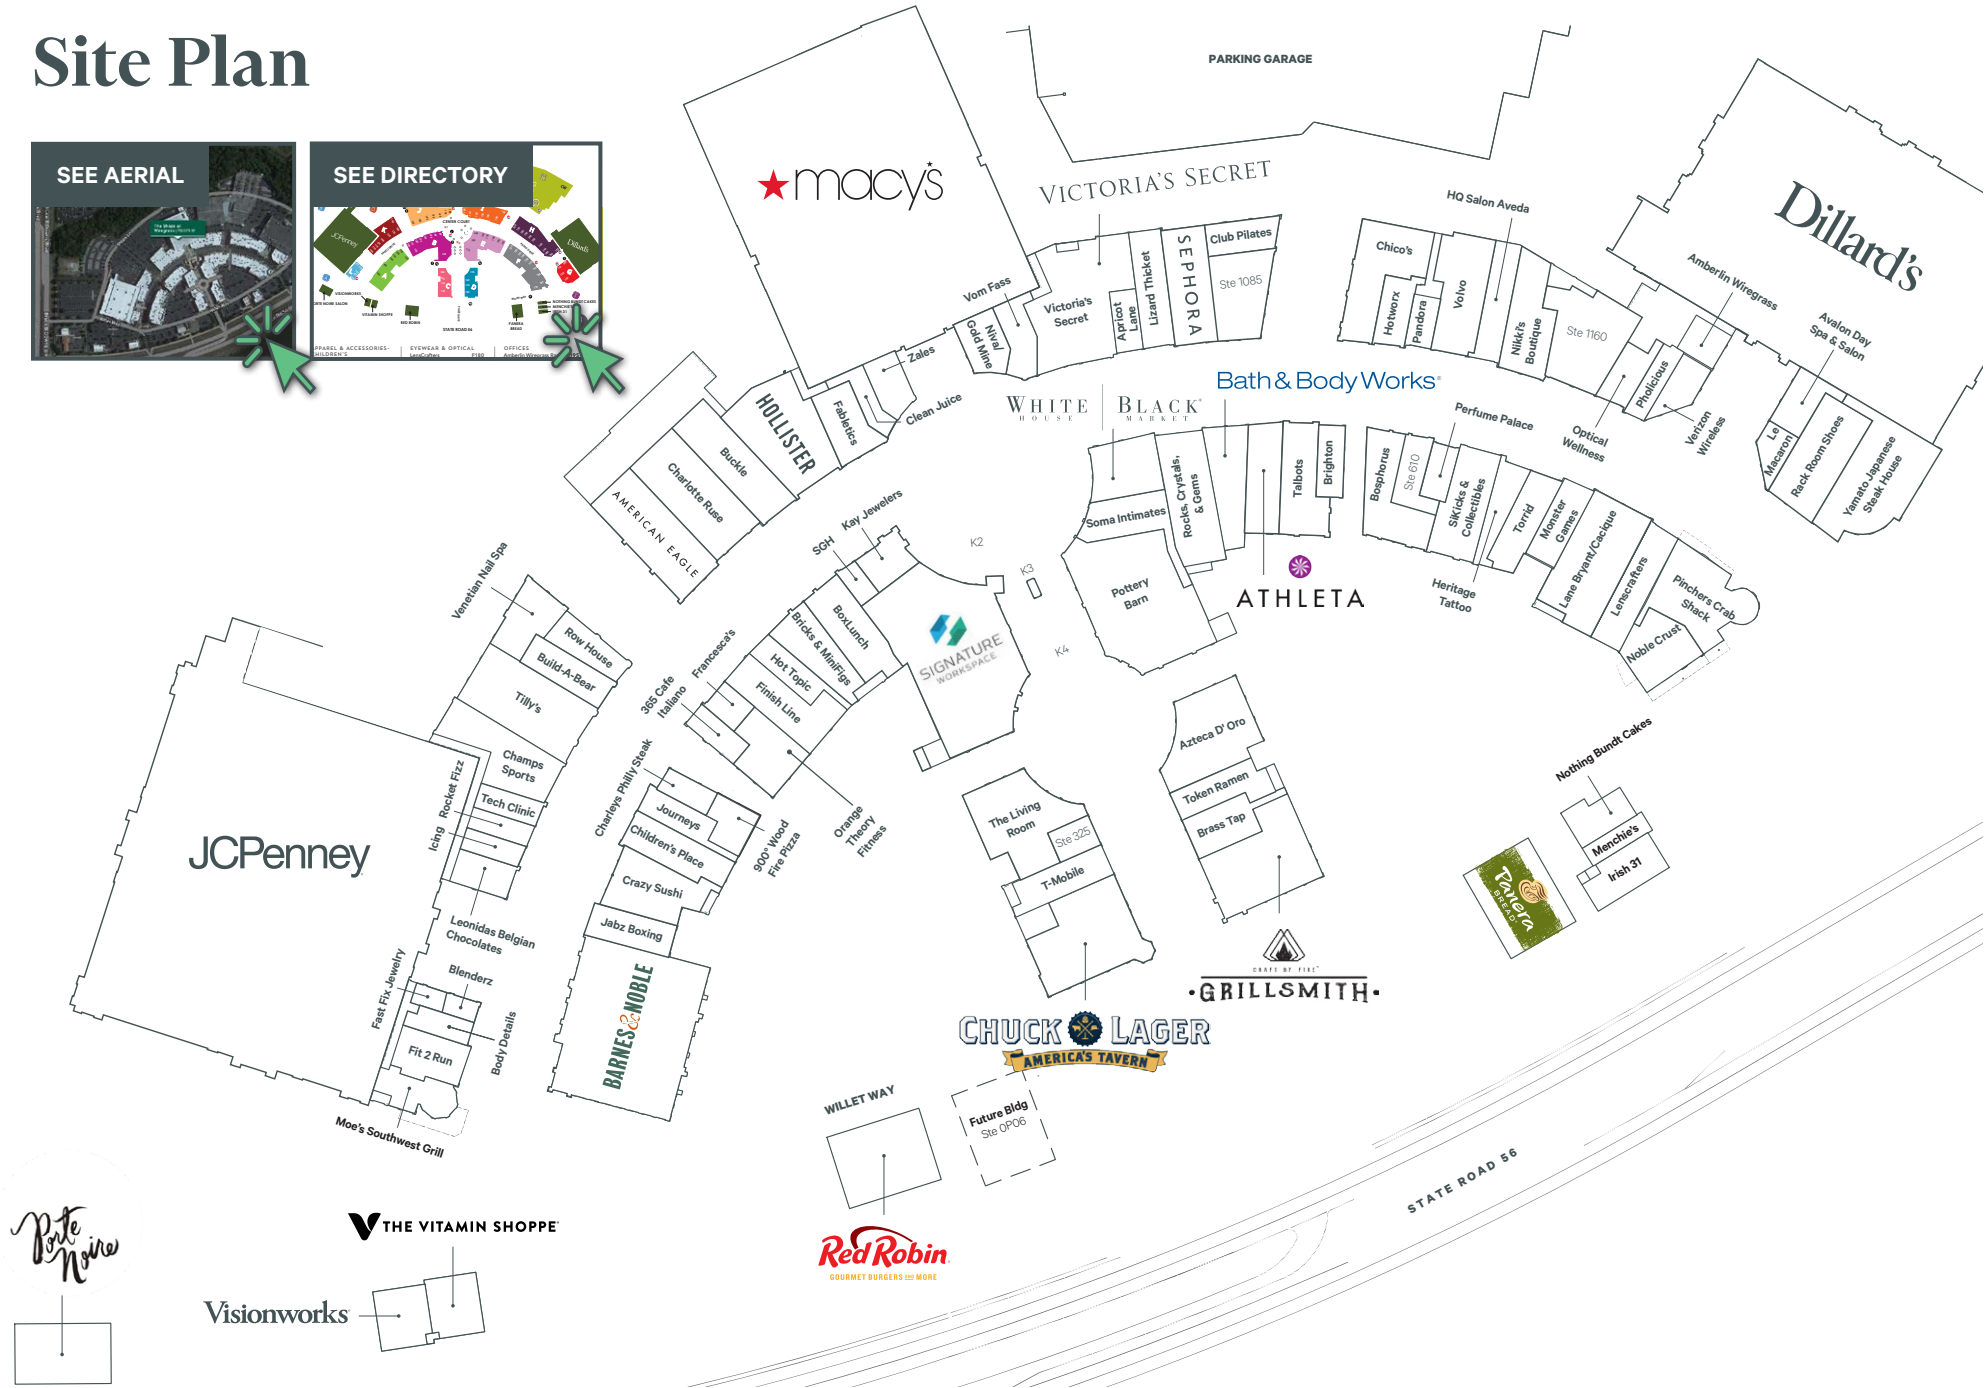 Site Plan
SEE AERIAL
SEE DIRECTORY
PARKING GARAGE
macy's
VICTORIA'S SECRET
HQ Salon Aveda
Dillard's
Club Pilates
Chico's
SEPHORA
Lizard Thicket
Ste 1085
Amberlin Wiregrass
Vom Fass
Victoria's
Secret
Apricot
Lane
Hotworx
Pandora
Volvo
Nikki's
Boutique
Ste 1160
Avalon Day
Spa & Salon
Niva/
Gold Mine
Zales
Clean Juice
Fabletics
HOLLISTER
Buckle
Charlotte Ruse
AMERICAN EAGLE
WHITE BLACK
HOUSE MARKET
Bath & Body Works
Perfume Palace
Optical
Wellness
Pholicious
Verizon
Wireless
Le
Macaron
Rack Room Shoes
Yamato Japanese
Steak House
Soma Intimates
Rocks, Crystals,
& Gems
Talbots
Brighton
Bosphorus
Ste 610
SiKicks &
Collectibles
Torrid
Monster
Games
Lane Bryant/Cacique
Lenscrafters
Pinchers Crab
Shack
Noble Crust
Heritage
Tattoo
ATHLETA
Pottery
Barn
K2
K3
K4
Kay Jewelers
SGH
BoxLunch
Bricks & MiniFigs
Hot Topic
Finish Line
Francesca's
365 Cafe
Italiano
SIGNATURE
WORKSPACE
Venetian Nail Spa
Row House
Build-A-Bear
Tilly's
Champs
Sports
Tech Clinic
Rocket Fizz
Icing
Leonidas Belgian
Chocolates
JCPenney
Charleys Philly Steak
Journeys
Children's Place
Crazy Sushi
Jabz Boxing
900° Wood
Fire Pizza
Orange
Theory
Fitness
BARNES & NOBLE
Fast Fix Jewelry
Blenderz
Body Details
Fit 2 Run
Moe's Southwest Grill
Azteca D' Oro
Token Ramen
Brass Tap
The Living
Room
Ste 325
T-Mobile
CRAFT OF FIRE
GRILLSMITH
CHUCK LAGER
AMERICA'S TAVERN
Nothing Bundt Cakes
Menchie's
Irish 31
Panera
BREAD
WILLET WAY
Future Bldg
Ste 0P06
Red Robin
GOURMET BURGERS AND MORE
STATE ROAD 56
Porte
Noire
THE VITAMIN SHOPPE
Visionworks